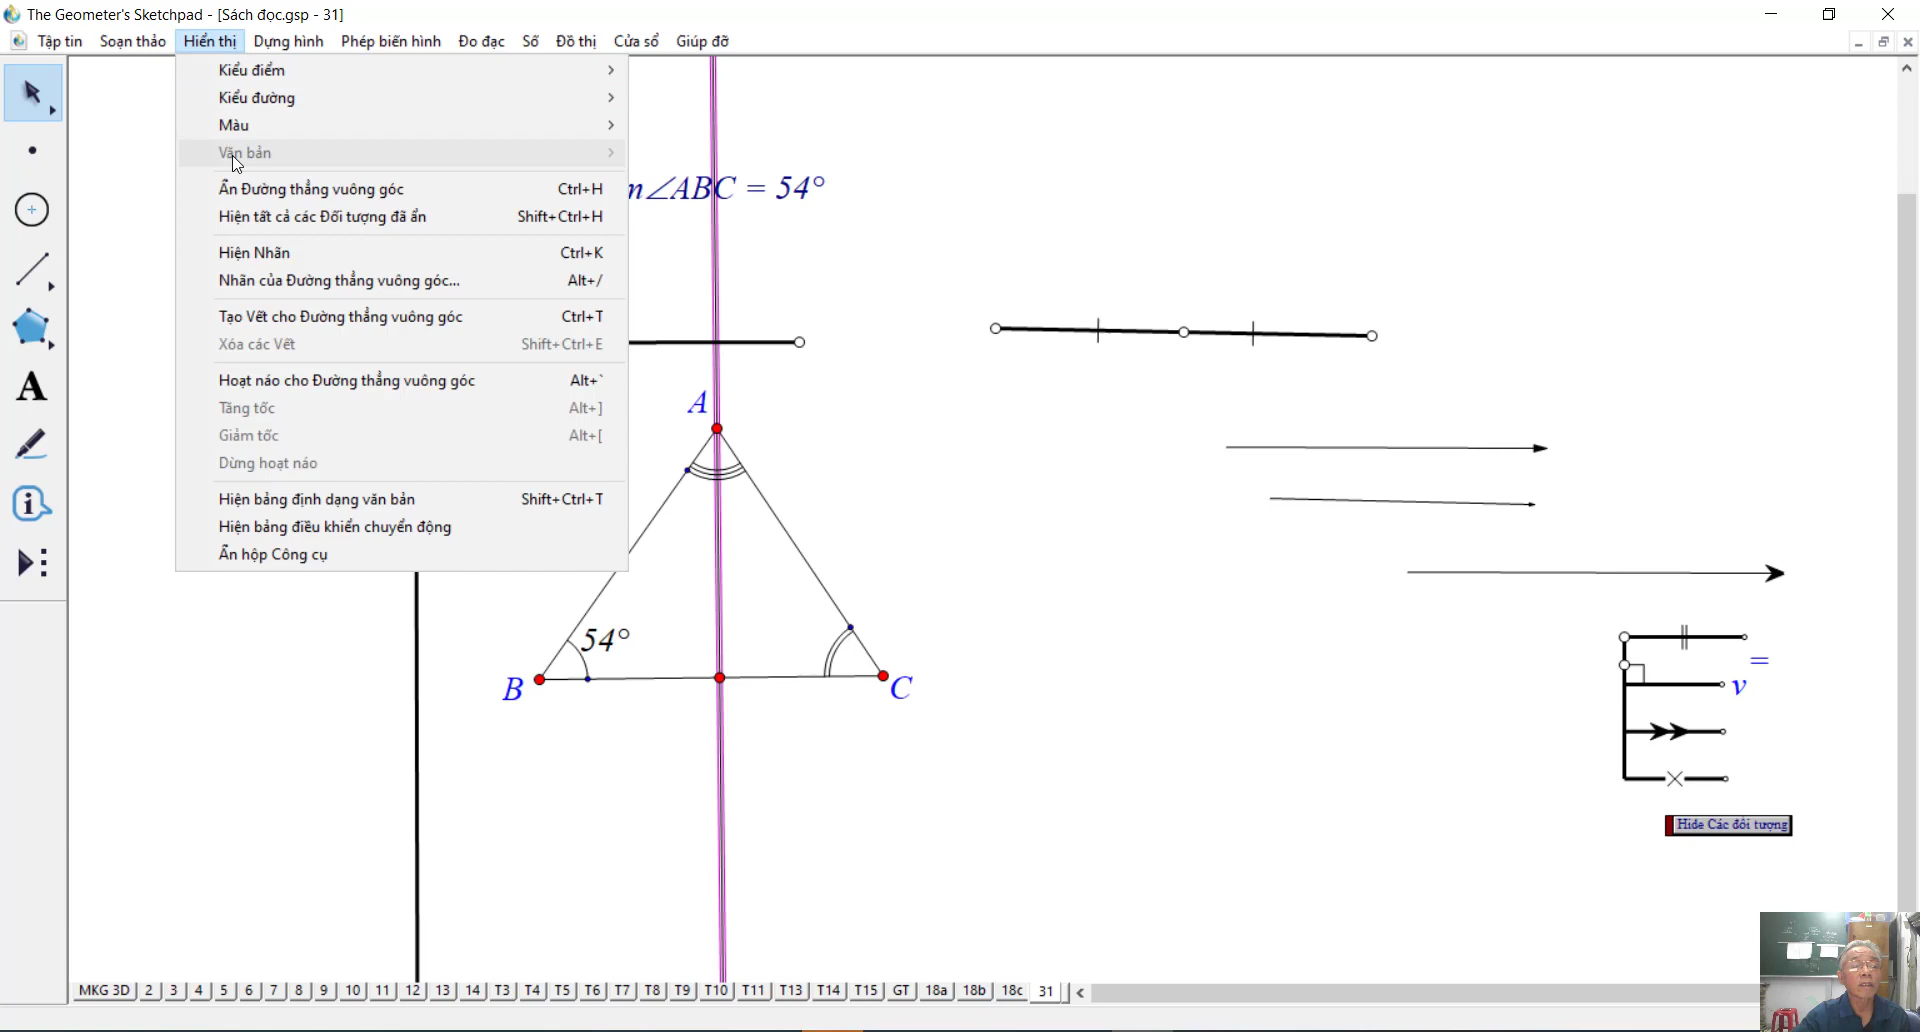 The Geometer's Sketchpad - [Sách đọc.gsp - 31]
Tập tin Soạn thảo Hiển thị Dựng hình Phép biến hình Đo đạc Số Đồ thị Cửa sổ Giúp đỡ
Kiểu điểm
Kiểu đường
Màu
Văn bản
Ẩn Đường thẳng vuông góc Ctrl+H
Hiện tất cả các Đối tượng đã ẩn Shift+Ctrl+H
Hiện Nhãn Ctrl+K
Nhãn của Đường thẳng vuông góc... Alt+/
Tạo Vết cho Đường thẳng vuông góc Ctrl+T
Xóa các Vết Shift+Ctrl+E
Hoạt náo cho Đường thẳng vuông góc Alt+`
Tăng tốc Alt+]
Giảm tốc Alt+[
Dừng hoạt náo
Hiện bảng định dạng văn bản Shift+Ctrl+T
Hiện bảng điều khiển chuyển động
Ẩn hộp Công cụ
m∠ABC = 54°
A
54°
B
C
=
v
Hide Các đối tượng
A
i
MKG 3D 2 3 4 5 6 7 8 9 10 11 12 13 14 T3 T4 T5 T6 T7 T8 T9 T10 T11 T13 T14 T15 GT 18a 18b 18c 31